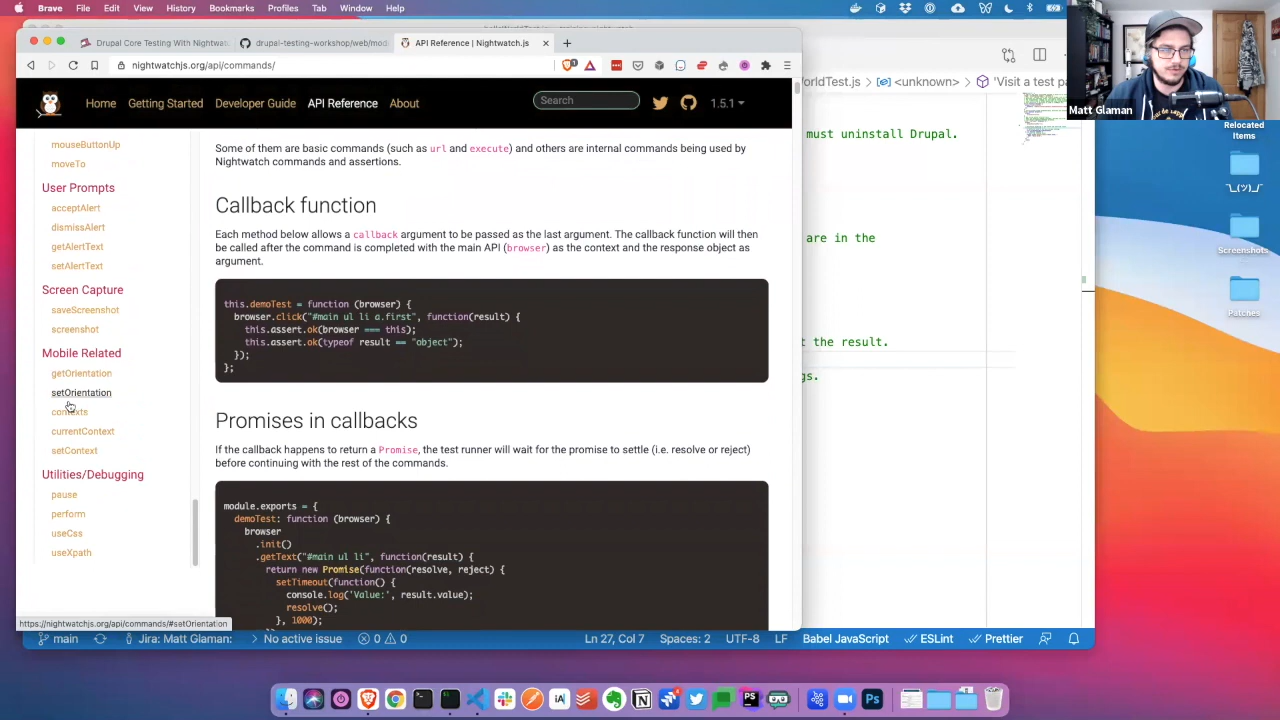 Brave File Edit View History Bookmarks Profiles Tab Window Help
Drupal Core Testing With Nightwatch
drupal-testing-workshop/web/mod
API Reference | Nightwatch.js
nightwatchjs.org/api/commands/
Home Getting Started Developer Guide API Reference About
Search
1.5.1
mouseButtonUp
moveTo
User Prompts
acceptAlert
dismissAlert
getAlertText
setAlertText
Screen Capture
saveScreenshot
screenshot
Mobile Related
getOrientation
setOrientation
contexts
currentContext
setContext
Utilities/Debugging
pause
perform
useCss
useXpath
https://nightwatchjs.org/api/commands/#setOrientation
Some of them are basic commands (such as url and execute) and others are internal commands being used by
Nightwatch commands and assertions.
Callback function
Each method below allows a callback argument to be passed as the last argument. The callback function will then
be called after the command is completed with the main API (browser) as the context and the response object as
argument.
this.demoTest = function (browser) {
browser.click("#main ul li a.first", function(result) {
this.assert.ok(browser === this);
this.assert.ok(typeof result == "object");
});
};
Promises in callbacks
If the callback happens to return a Promise, the test runner will wait for the promise to settle (i.e. resolve or reject)
before continuing with the rest of the commands.
module.exports = {
demoTest: function (browser) {
browser
.init()
.getText("#main ul li", function(result) {
return new Promise(function(resolve, reject) {
setTimeout(function() {
console.log('Value:', result.value);
resolve();
}, 1000);
orldTest.js <unknown> 'Visit a test pa
must uninstall Drupal.
are in the
t the result.
gs.
Matt Glaman
Relocated
Items
¯\_(ツ)_/¯
Screenshots
Patches
main Jira: Matt Glaman: No active issue 0 0 Ln 27, Col 7 Spaces: 2 UTF-8 LF Babel JavaScript ESLint Prettier